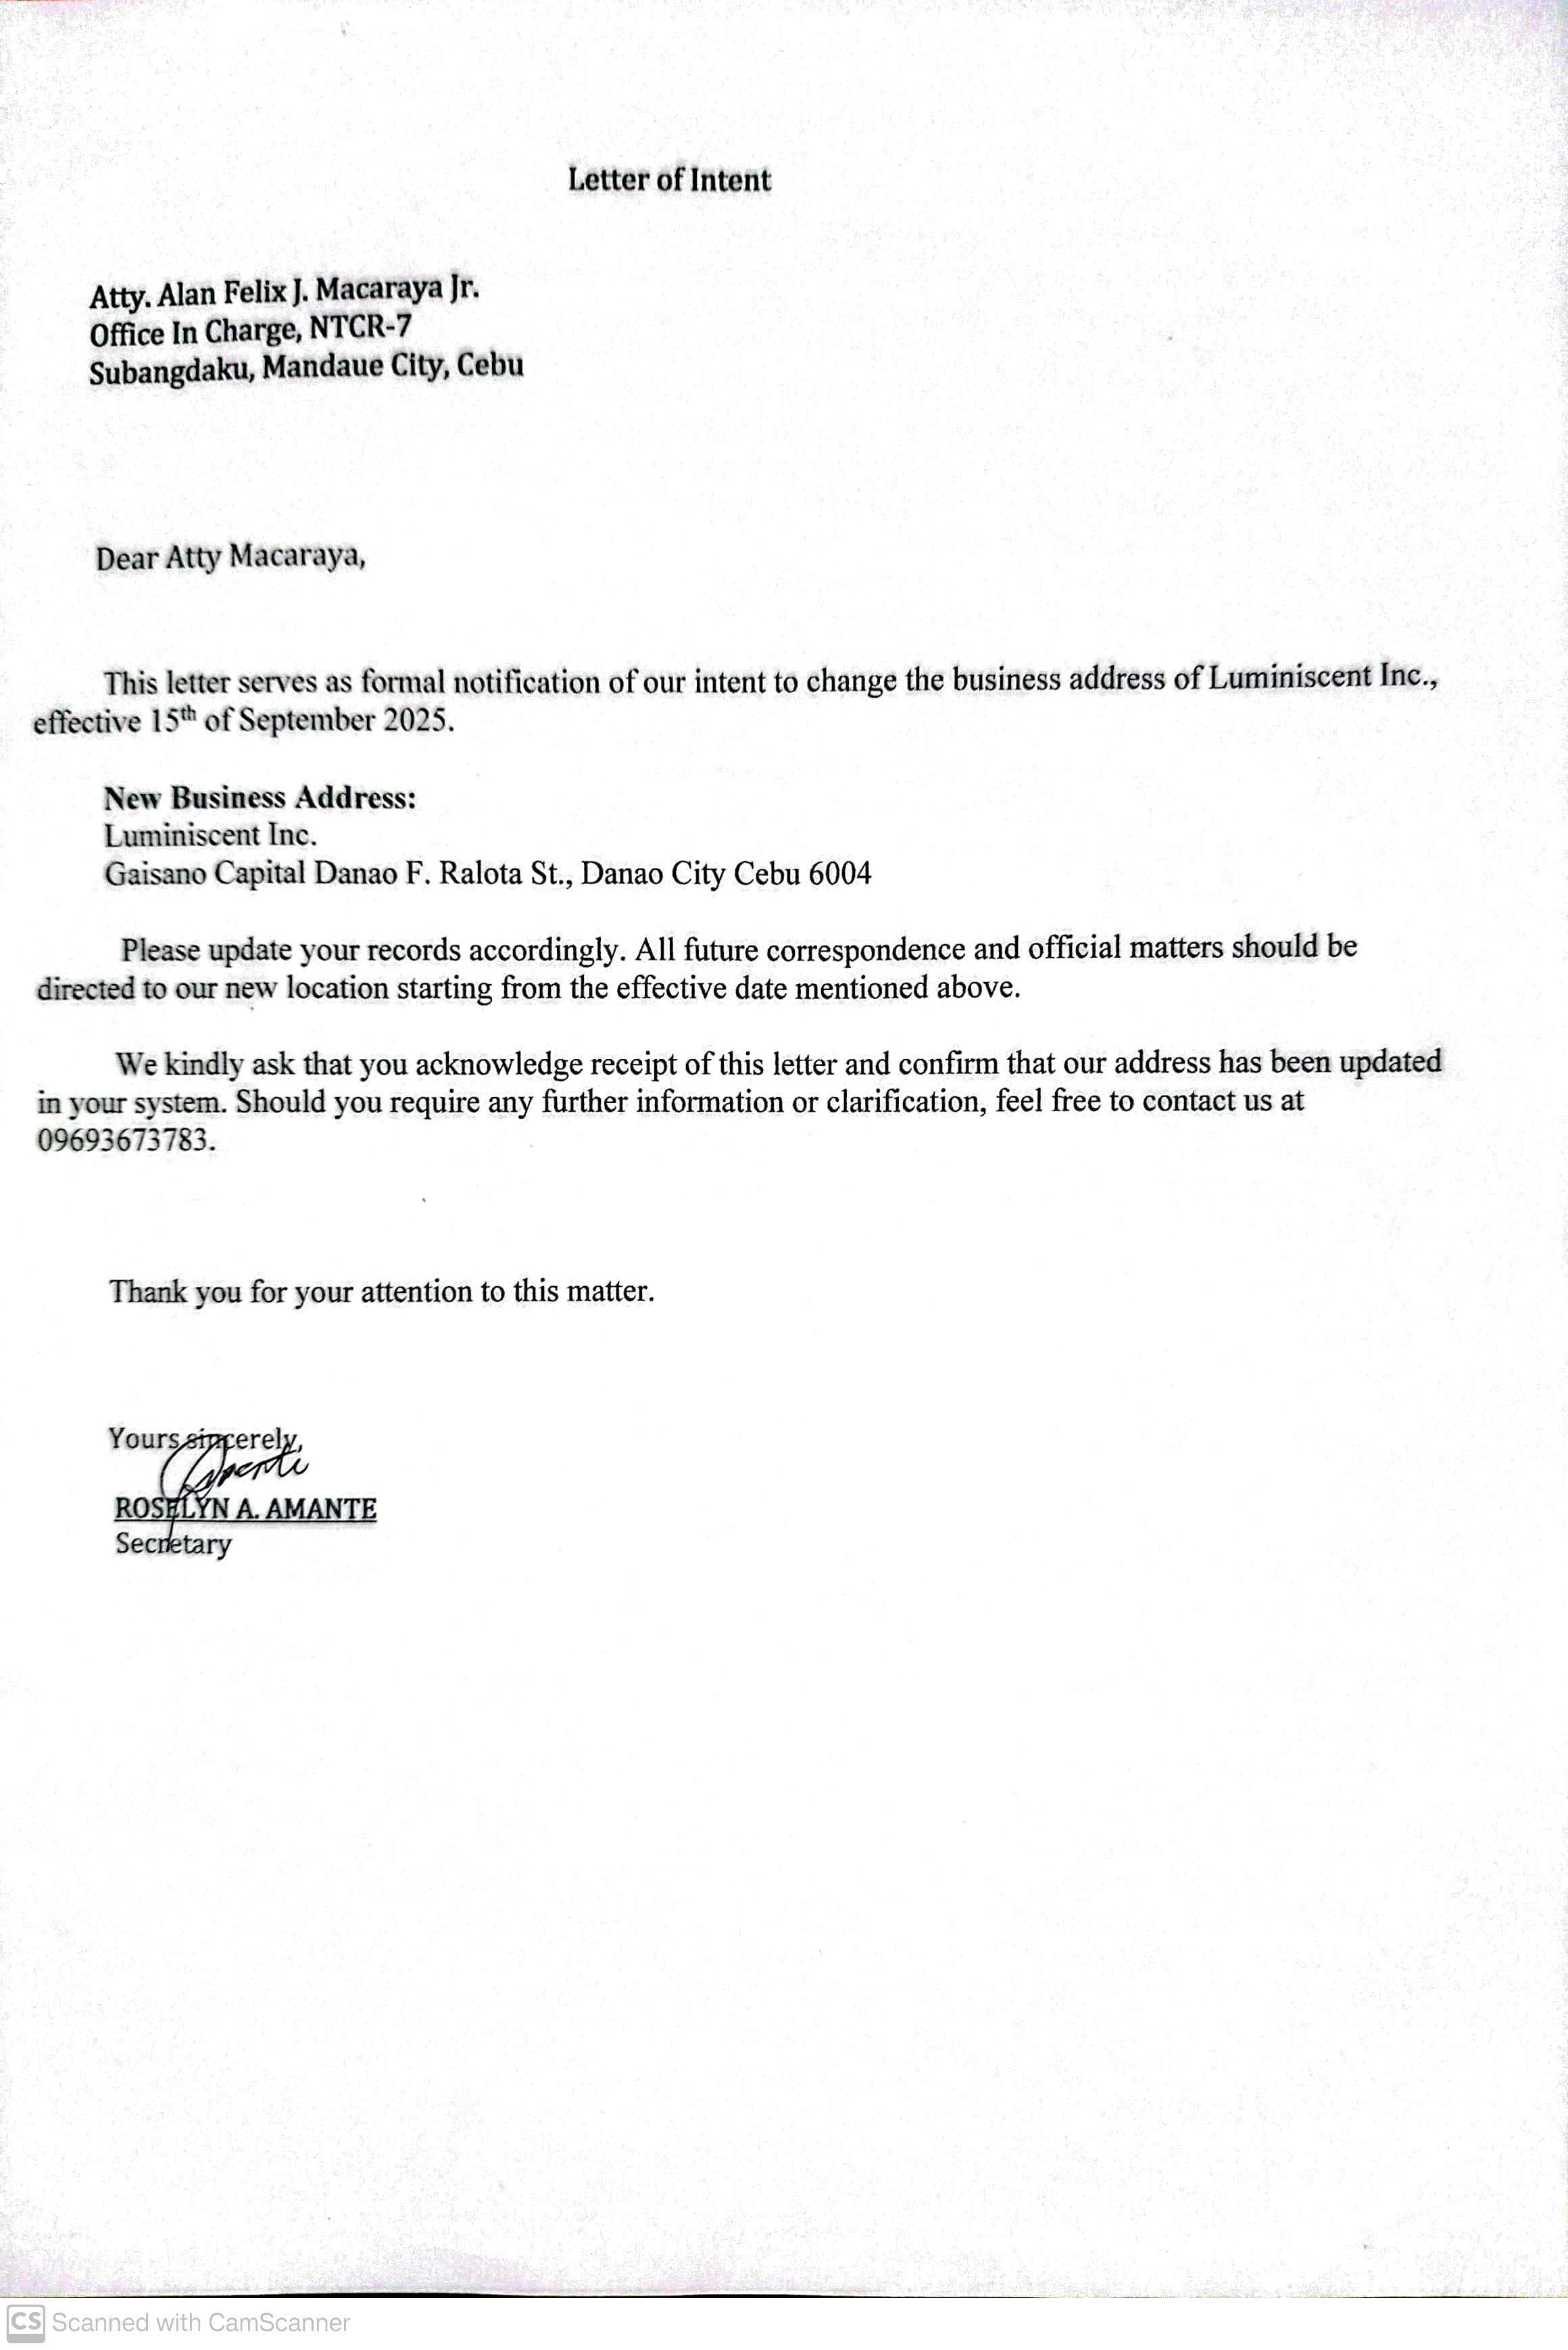 Letter of Intent
Atty. Alan Felix J. Macaraya Jr.
Office In Charge, NTCR-7
Subangdaku, Mandaue City, Cebu
Dear Atty Macaraya,
This letter serves as formal notification of our intent to change the business address of Luminiscent Inc.,
effective 15th of September 2025.
New Business Address:
Luminiscent Inc.
Gaisano Capital Danao F. Ralota St., Danao City Cebu 6004
Please update your records accordingly. All future correspondence and official matters should be
directed to our new location starting from the effective date mentioned above.
We kindly ask that you acknowledge receipt of this letter and confirm that our address has been updated
in your system. Should you require any further information or clarification, feel free to contact us at
09693673783.
Thank you for your attention to this matter.
Yours sincerely,
ROSELYN A. AMANTE
Secretary
CS Scanned with CamScanner